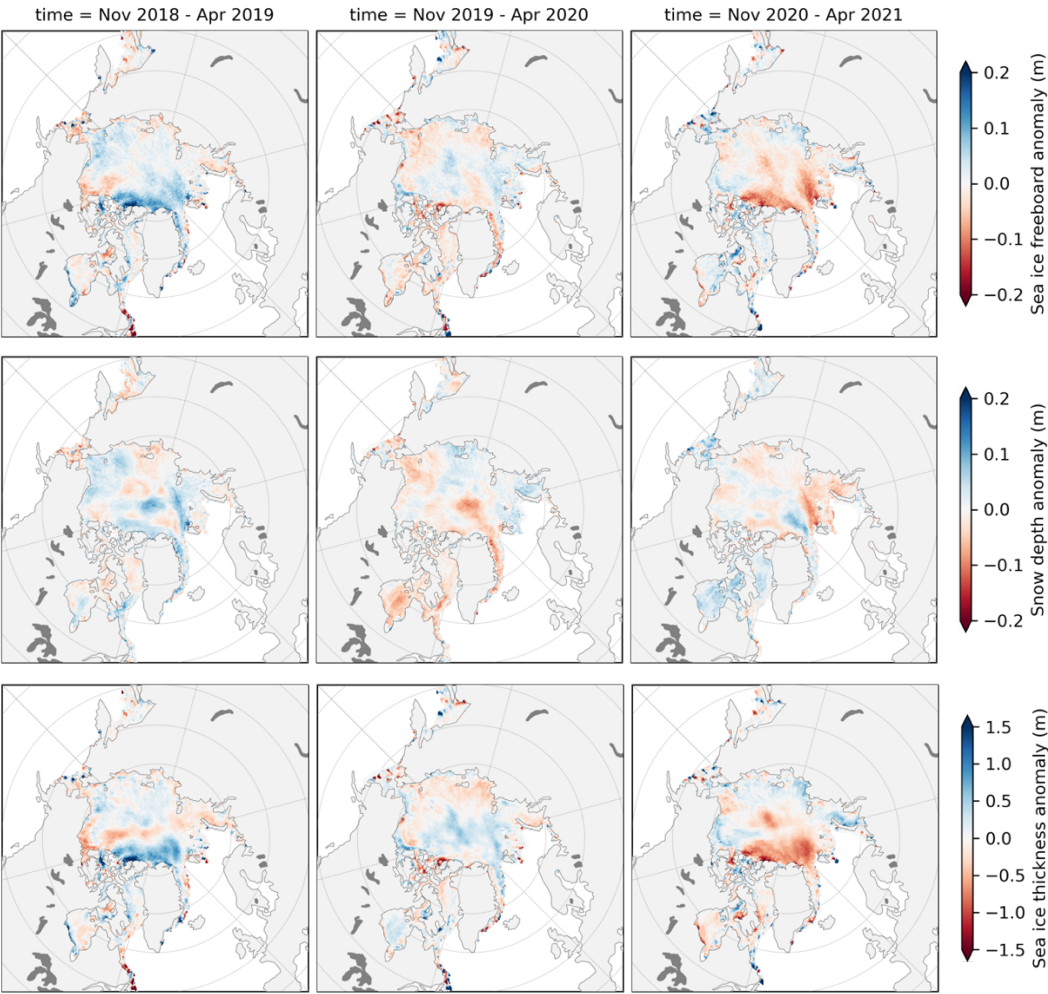 time = Nov 2018 - Apr 2019
time = Nov 2019 - Apr 2020
time = Nov 2020 - Apr 2021
0.2
0.1
0.0
−0.1
−0.2
Sea ice freeboard anomaly (m)
0.2
0.1
0.0
−0.1
−0.2
Snow depth anomaly (m)
1.5
1.0
0.5
0.0
−0.5
−1.0
−1.5
Sea ice thickness anomaly (m)